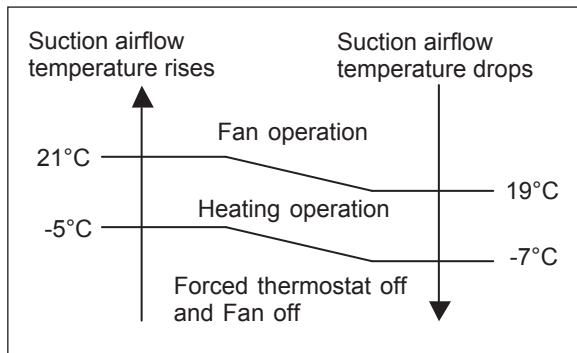 Suction airflow
temperature rises
Suction airflow
temperature drops
Fan operation
21°C
19°C
Heating operation
-5°C
-7°C
Forced thermostat off
and Fan off